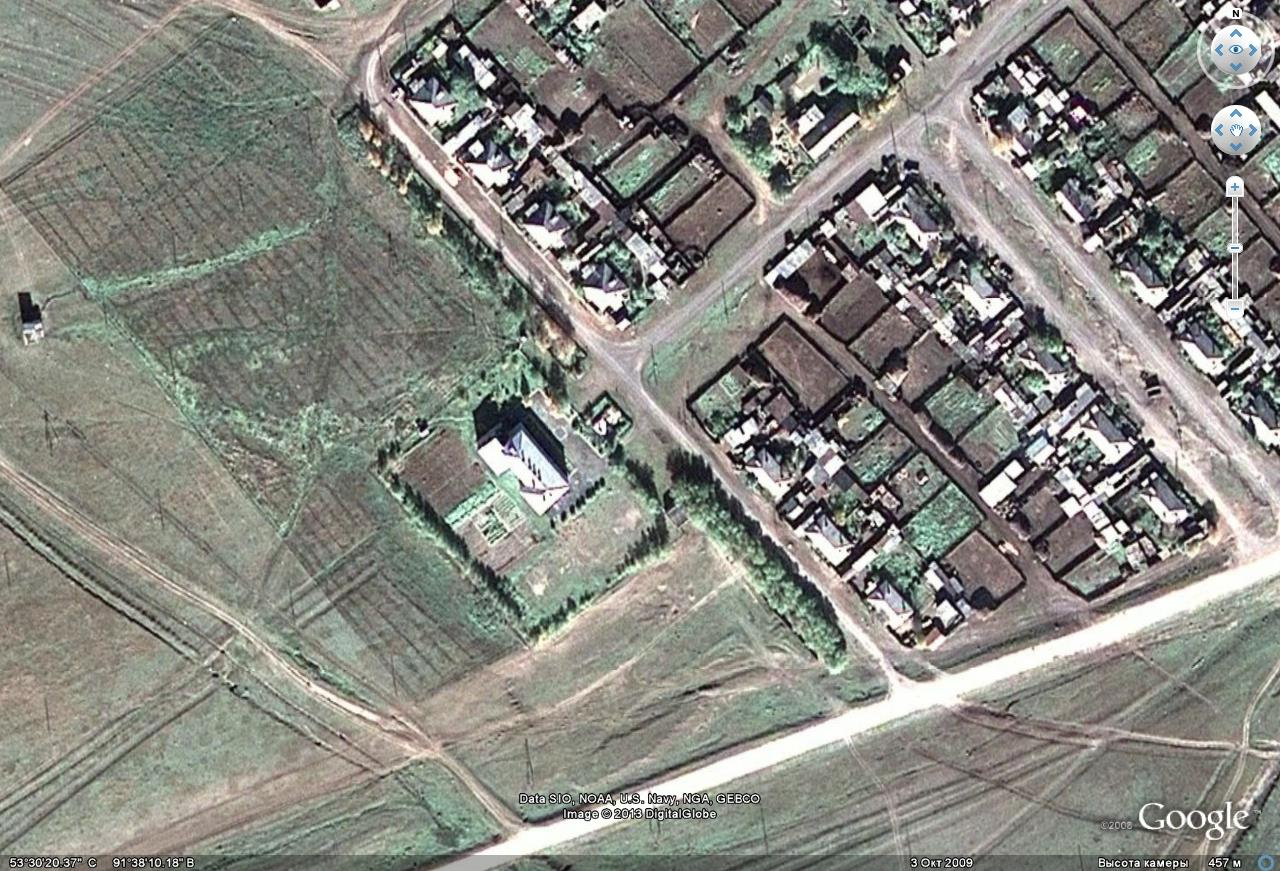 N
Data SIO, NOAA, U.S. Navy, NGA, GEBCO
Image © 2013 DigitalGlobe
©2008 Google
53°30'20.37" С 91°38'10.18" В 3 Окт 2009 Высота камеры 457 м